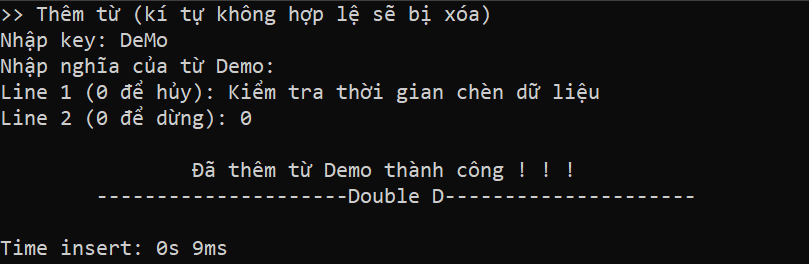 >> Thêm từ (kí tự không hợp lệ sẽ bị xóa)
Nhập key: DeMo
Nhập nghĩa của từ Demo:
Line 1 (0 để hủy): Kiểm tra thời gian chèn dữ liệu
Line 2 (0 để dừng): 0
Đã thêm từ Demo thành công ! ! !
---------------------Double D---------------------
Time insert: 0s 9ms